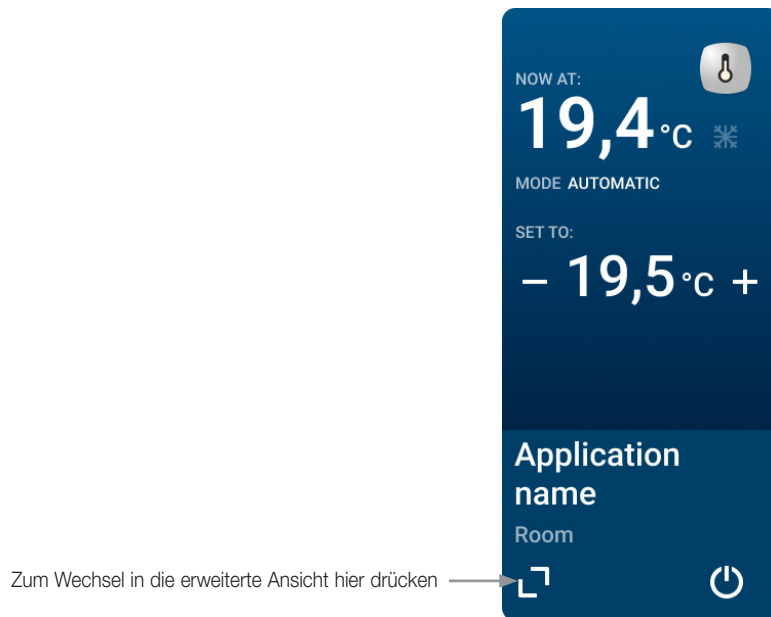 NOW AT:
19,4 °C
MODE AUTOMATIC
SET TO:
– 19,5 °C +
Application
name
Room
Zum Wechsel in die erweiterte Ansicht hier drücken